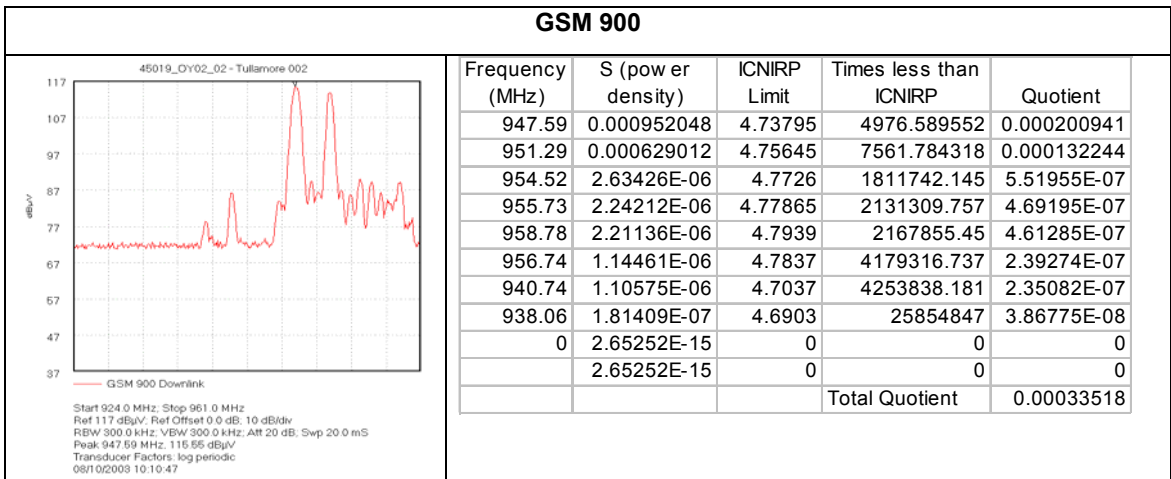 GSM 900
45019_OY02_02 - Tullamore 002
117
107
97
87
77
67
57
47
37
dBµV
GSM 900 Downlink
Start 924.0 MHz; Stop 961.0 MHz
Ref 117 dBµV; Ref Offset 0.0 dB; 10 dB/div
RBW 300.0 kHz; VBW 300.0 kHz; Att 20 dB; Swp 20.0 mS
Peak 947.59 MHz, 115.55 dBµV
Transducer Factors: log periodic
08/10/2003 10:10:47
Frequency (MHz) S (pow er density) ICNIRP Limit Times less than ICNIRP Quotient
947.59 0.000952048 4.73795 4976.589552 0.000200941
951.29 0.000629012 4.75645 7561.784318 0.000132244
954.52 2.63426E-06 4.7726 1811742.145 5.51955E-07
955.73 2.24212E-06 4.77865 2131309.757 4.69195E-07
958.78 2.21136E-06 4.7939 2167855.45 4.61285E-07
956.74 1.14461E-06 4.7837 4179316.737 2.39274E-07
940.74 1.10575E-06 4.7037 4253838.181 2.35082E-07
938.06 1.81409E-07 4.6903 25854847 3.86775E-08
0 2.65252E-15 0 0 0
2.65252E-15 0 0 0
Total Quotient 0.00033518